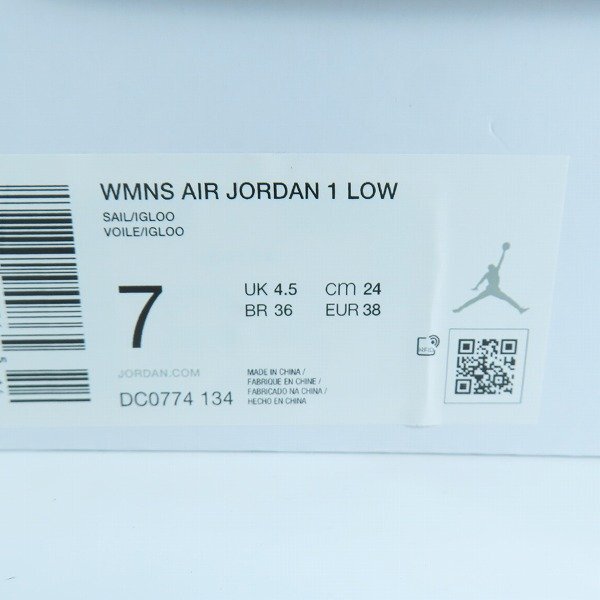 WMNS AIR JORDAN 1 LOW
SAIL/IGLOO
VOILE/IGLOO
7
UK 4.5 cm 24
BR 36 EUR 38
JORDAN.COM
DC0774 134
MADE IN CHINA /
FABRIQUE EN CHINE /
FABRICADO NA CHINA /
HECHO EN CHINA
RFID